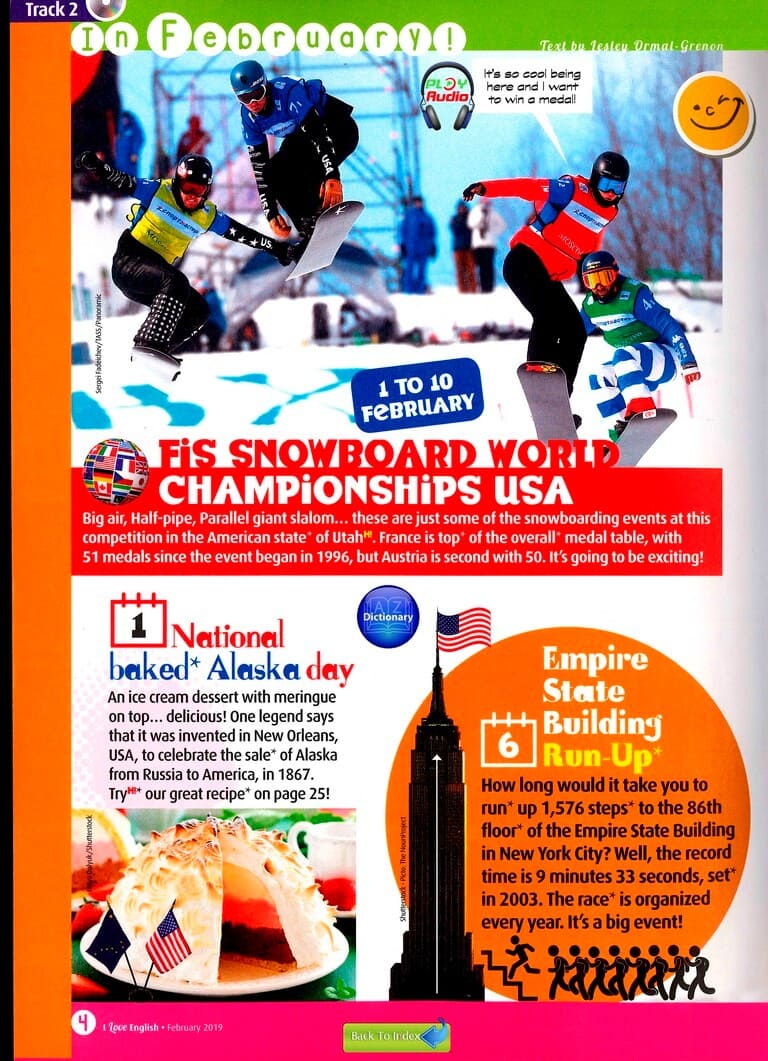 Track 2
In February!
Text by Lesley Ormal-Grenon
PLAY
Audio
It's so cool being
here and I want
to win a medal!
Sergei Fadeichev/TASS/Panoramic
1 TO 10
FEBRUARY
FiS SNOWBOARD WORLD
CHAMPiONSHiPS USA
Big air, Half-pipe, Parallel giant slalom... these are just some of the snowboarding events at this
competition in the American state* of Utah H!. France is top* of the overall* medal table, with
51 medals since the event began in 1996, but Austria is second with 50. It's going to be exciting!
1
National
baked* Alaska day
An ice cream dessert with meringue
on top... delicious! One legend says
that it was invented in New Orleans,
USA, to celebrate the sale* of Alaska
from Russia to America, in 1867.
Try H!* our great recipe* on page 25!
A Z
Dictionary
Empire
State
Building
Run-Up*
6
How long would it take you to
run* up 1,576 steps* to the 86th
floor* of the Empire State Building
in New York City? Well, the record
time is 9 minutes 33 seconds, set*
in 2003. The race* is organized
every year. It's a big event!
Shutterstock - Picto: The NounProject
4
I Love English • February 2019
Back To Index